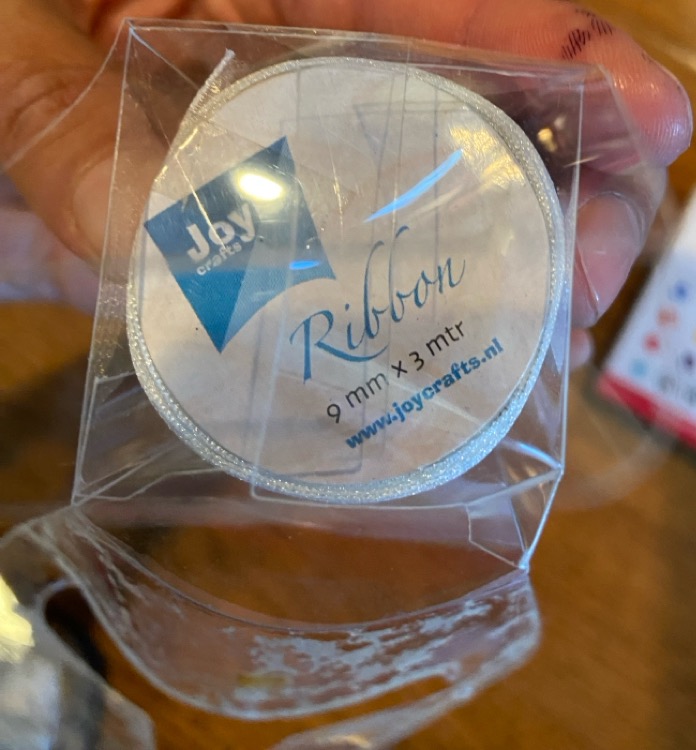 Joy
crafts
Ribbon
9 mm x 3 mtr
www.joycrafts.nl